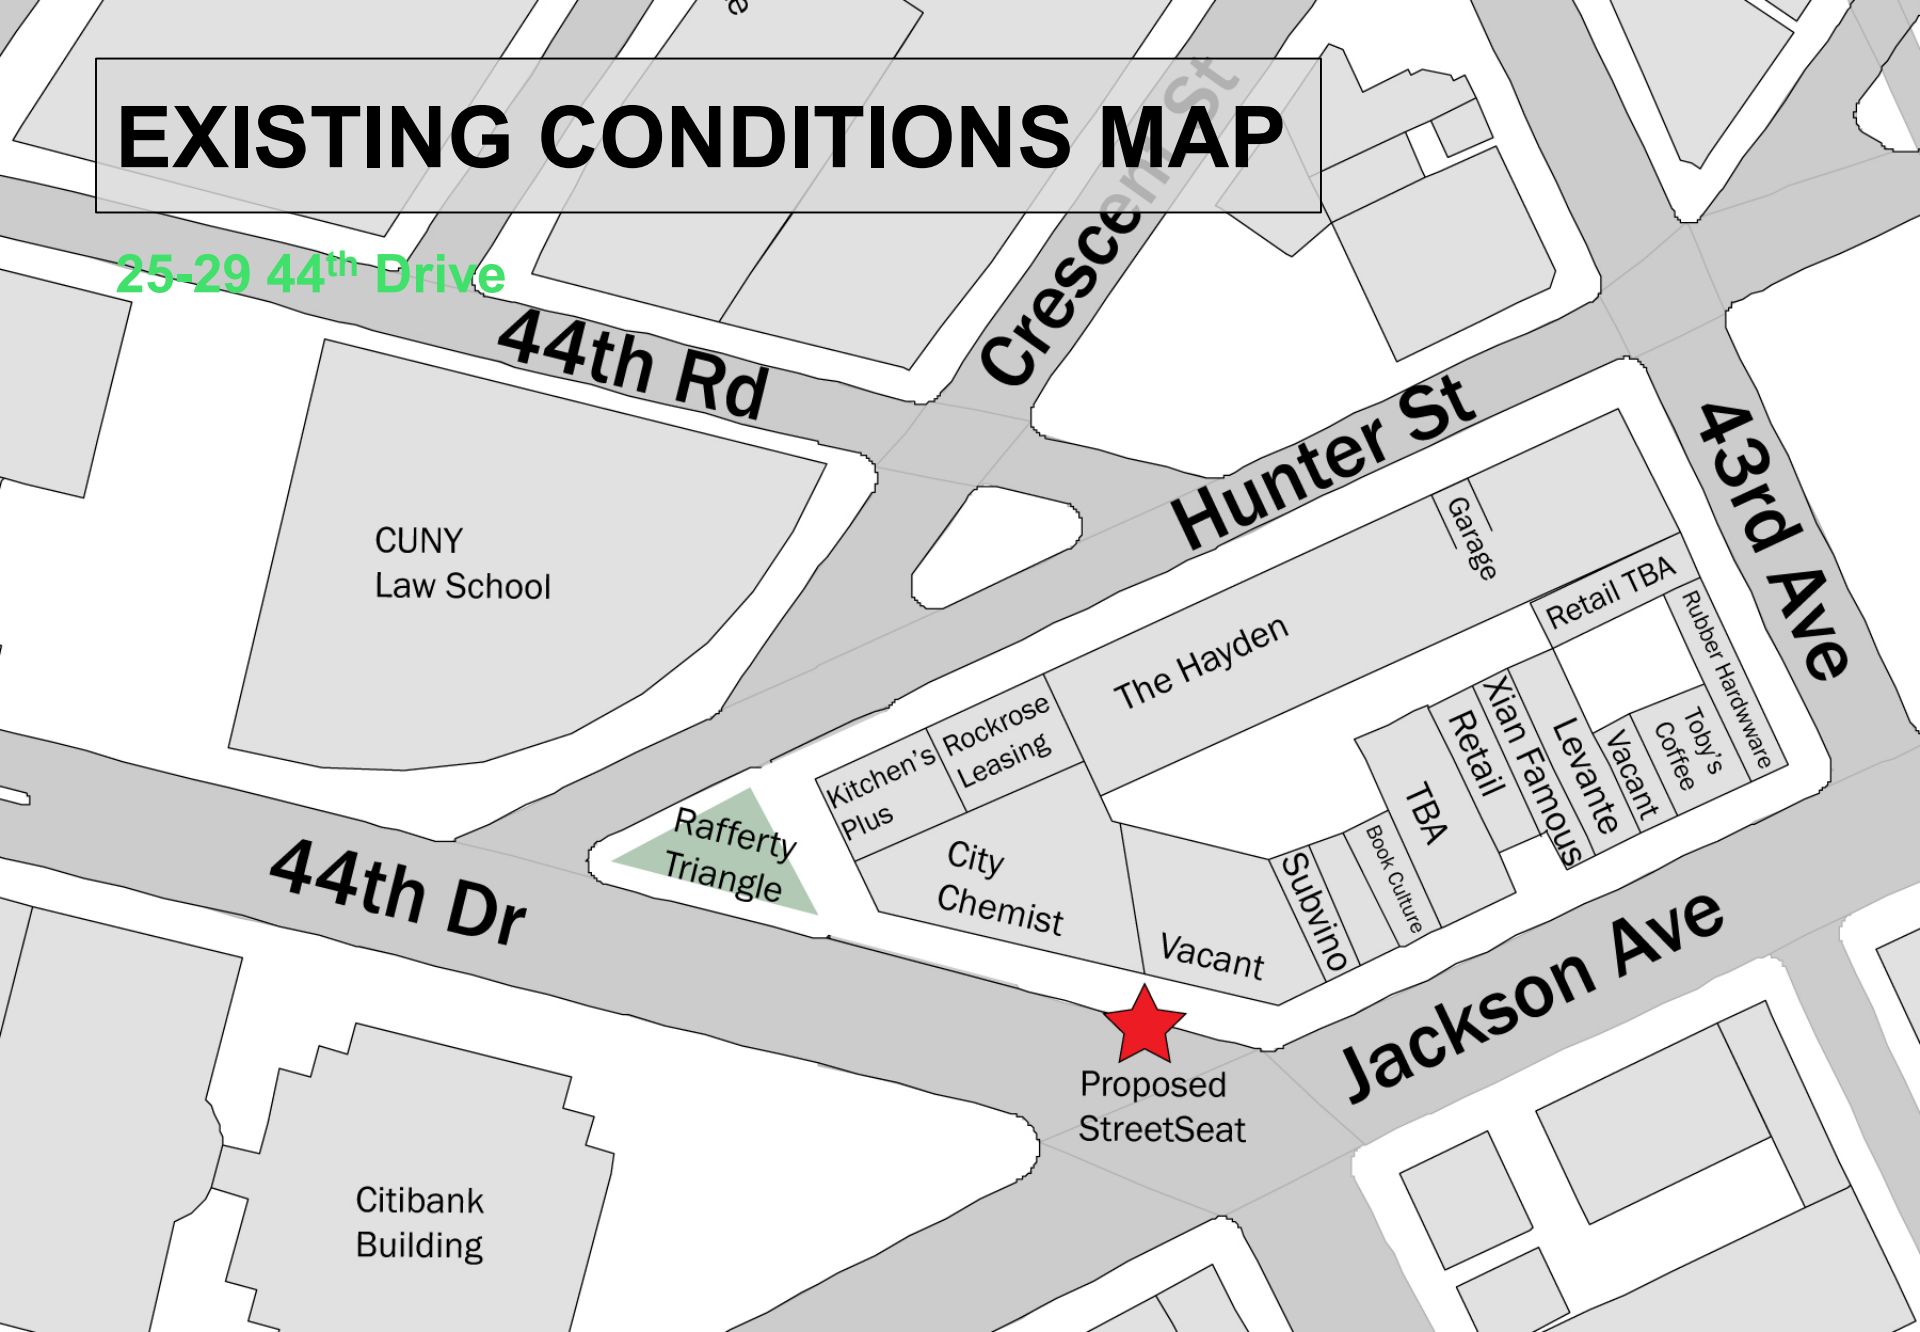 EXISTING CONDITIONS MAP
25-29 44th Drive
44th Rd
Crescent St
Hunter St
43rd Ave
CUNY
Law School
Garage
Retail TBA
Rubber Hardwware
The Hayden
Kitchen's
Plus
Rockrose
Leasing
Retail
Xian Famous
Levante
Vacant
Toby's
Coffee
TBA
Book Culture
Subvino
Rafferty
Triangle
City
Chemist
Vacant
44th Dr
Jackson Ave
Proposed
StreetSeat
Citibank
Building